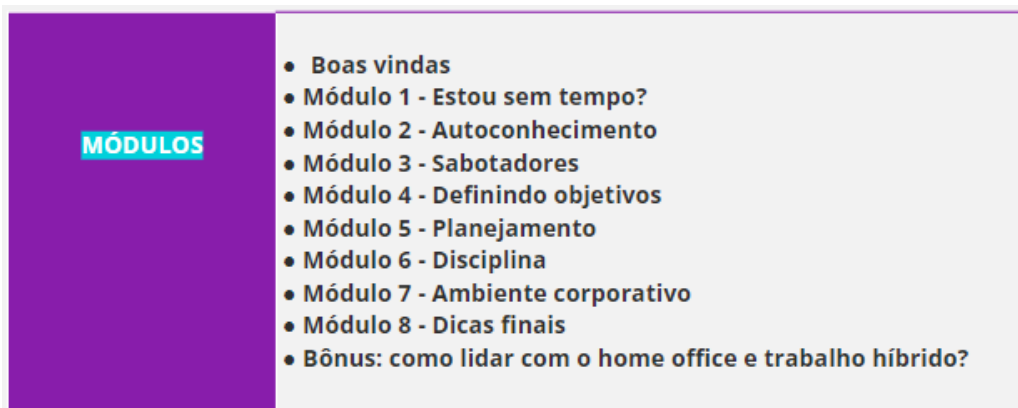 MÓDULOS
● Boas vindas
● Módulo 1 - Estou sem tempo?
● Módulo 2 - Autoconhecimento
● Módulo 3 - Sabotadores
● Módulo 4 - Definindo objetivos
● Módulo 5 - Planejamento
● Módulo 6 - Disciplina
● Módulo 7 - Ambiente corporativo
● Módulo 8 - Dicas finais
● Bônus: como lidar com o home office e trabalho híbrido?